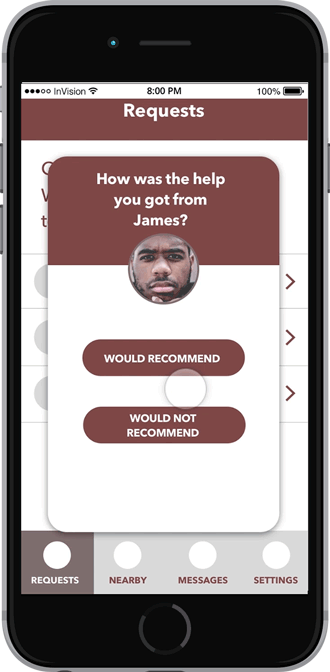 ●●●○○ InVision 8:00 PM 100%
Requests
How was the help
you got from
James?
WOULD RECOMMEND
WOULD NOT
RECOMMEND
REQUESTS NEARBY MESSAGES SETTINGS